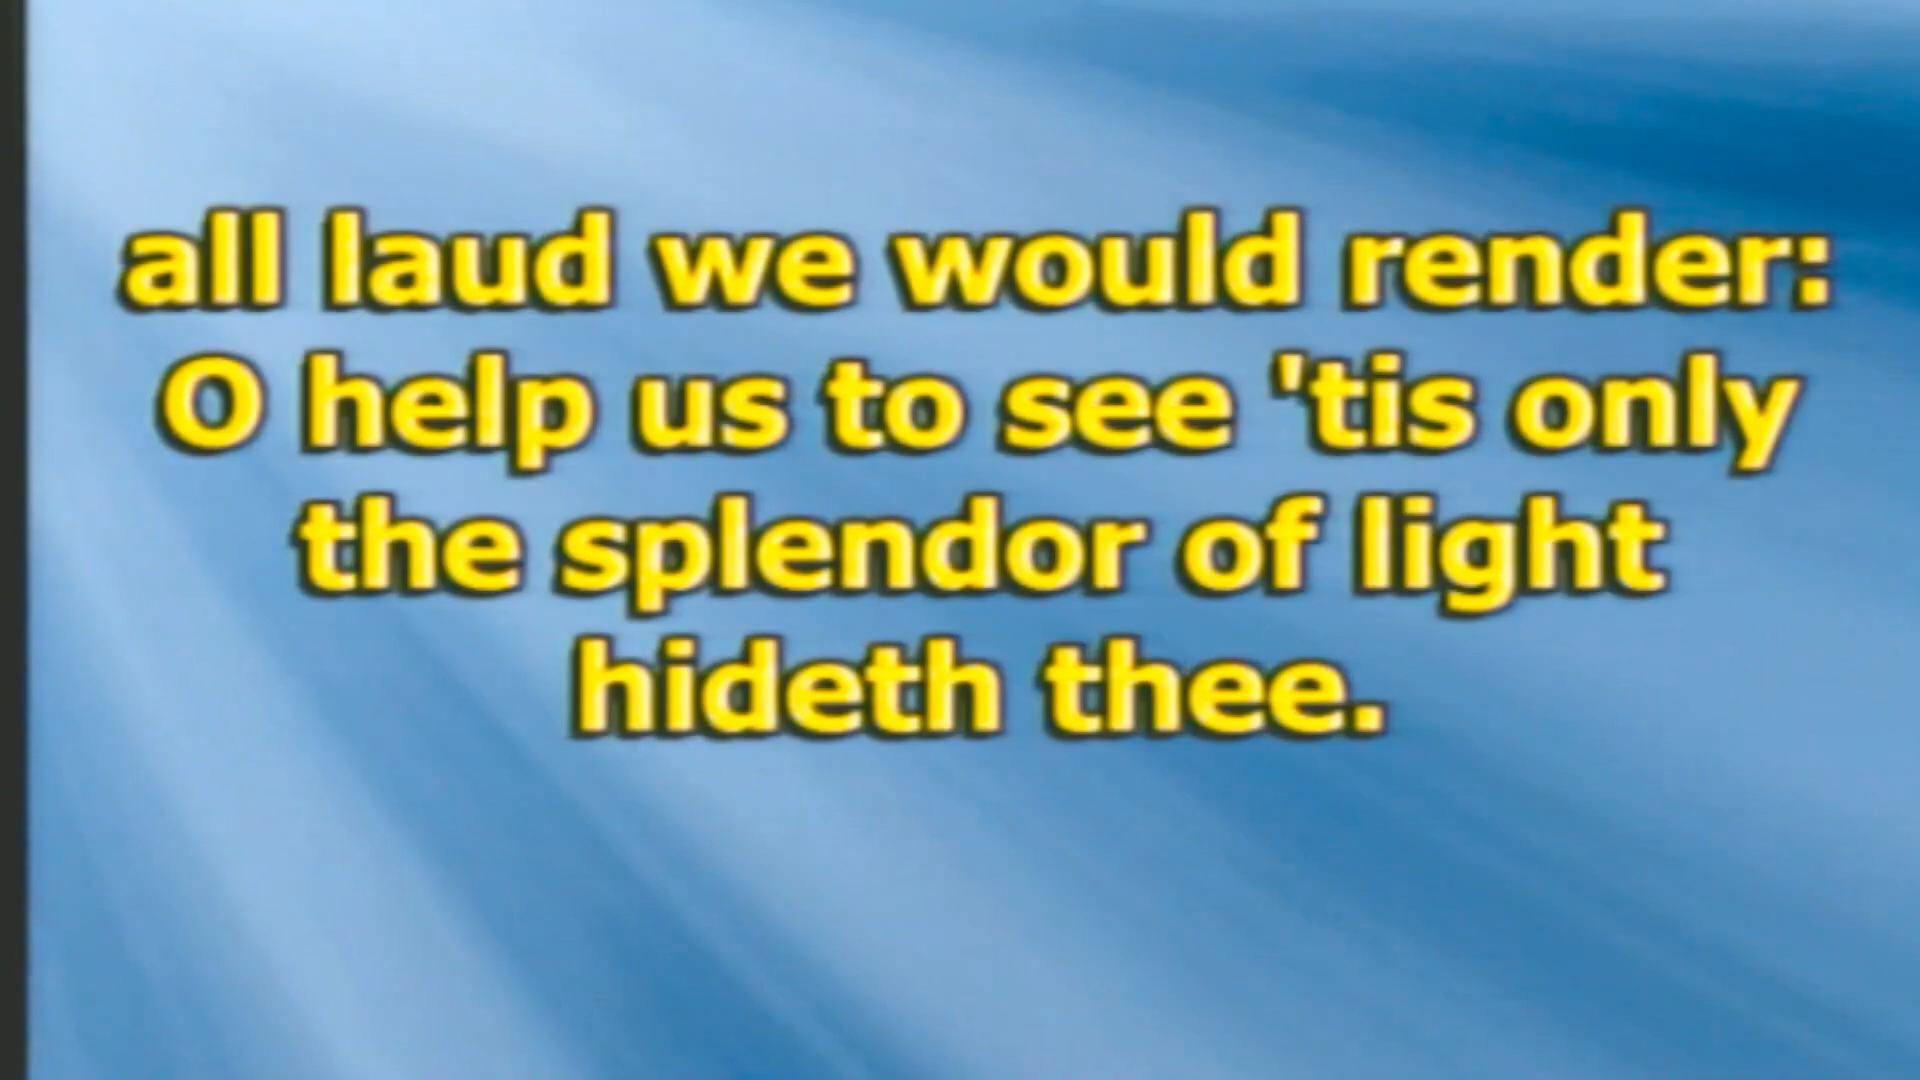 all laud we would render:
O help us to see 'tis only
the splendor of light
hideth thee.